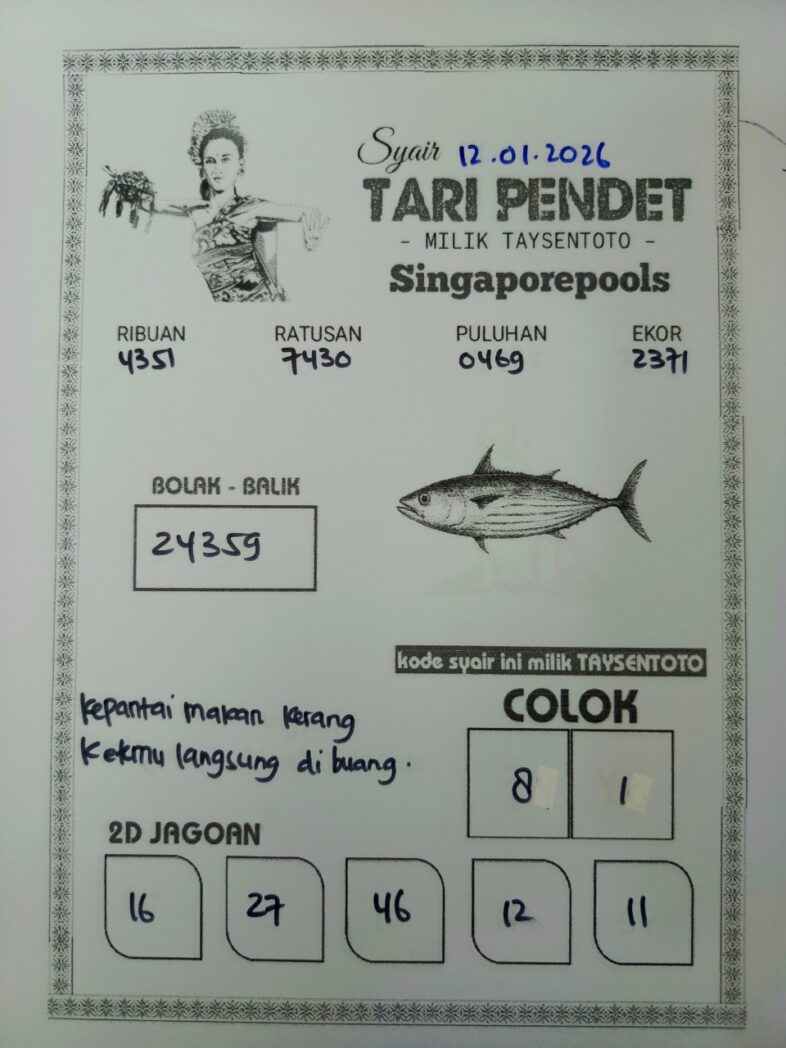 Syair 12.01.2026
TARI PENDET
- MILIK TAYSENTOTO -
Singaporepools
RIBUAN RATUSAN PULUHAN EKOR
4351 7430 0469 2371
BOLAK - BALIK
24359
kode syair ini milik TAYSENTOTO
COLOK
8 1
kepantai makan kerang
kekmu langsung di buang.
2D JAGOAN
16 27 46 12 11